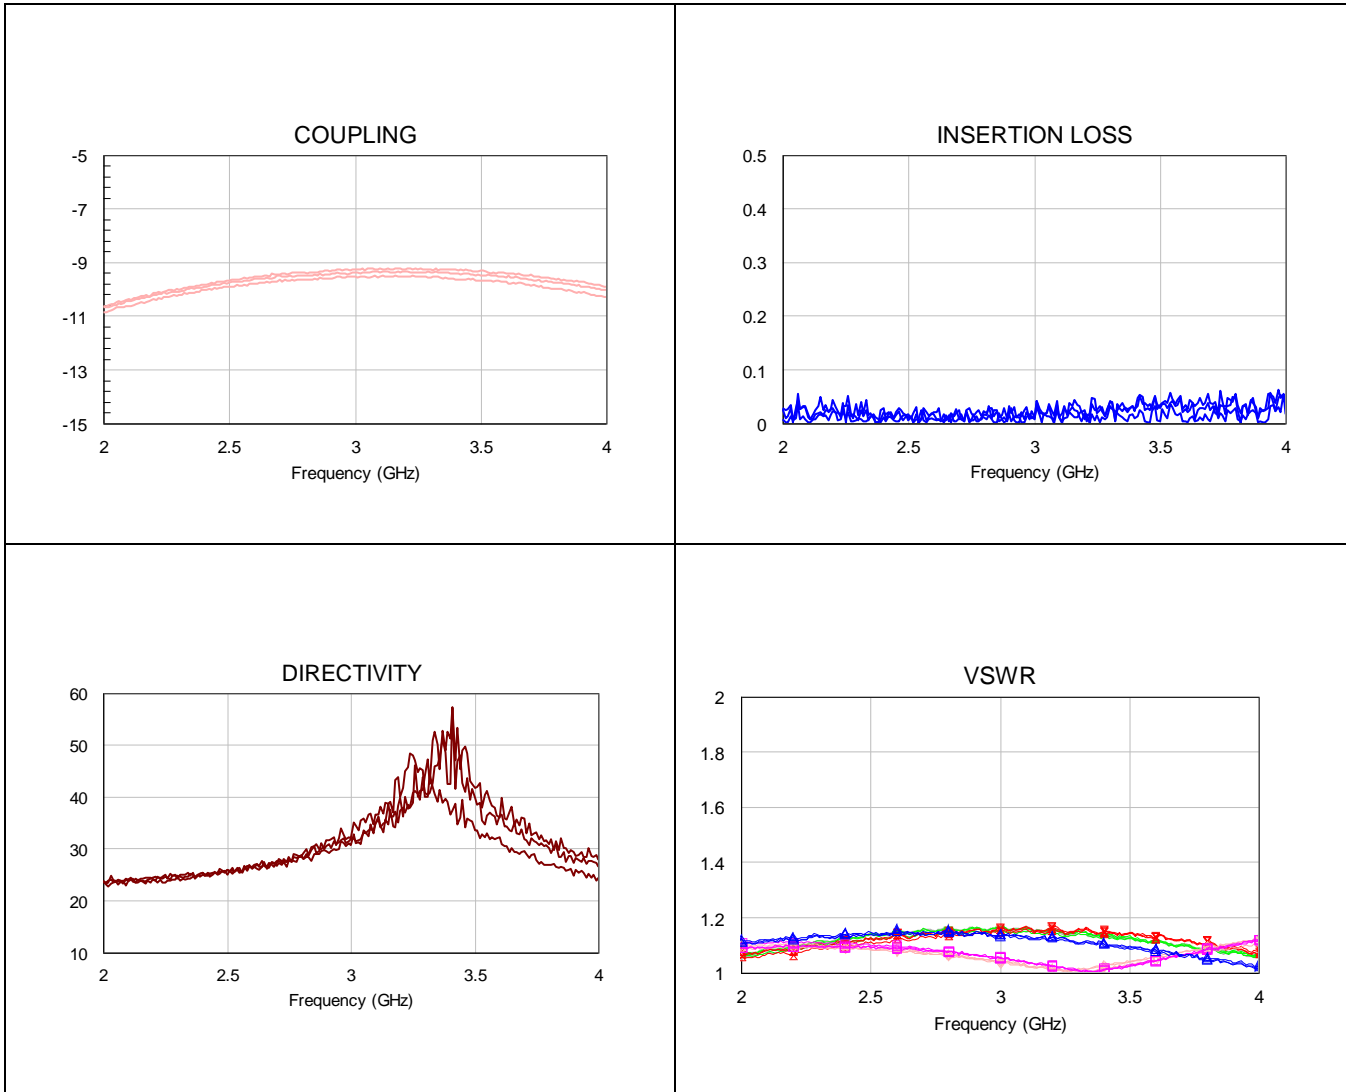 COUPLING
-5
-7
-9
-11
-13
-15
2 2.5 3 3.5 4
Frequency (GHz)
INSERTION LOSS
0.5
0.4
0.3
0.2
0.1
0
2 2.5 3 3.5 4
Frequency (GHz)
DIRECTIVITY
60
50
40
30
20
10
2 2.5 3 3.5 4
Frequency (GHz)
VSWR
2
1.8
1.6
1.4
1.2
1
2 2.5 3 3.5 4
Frequency (GHz)